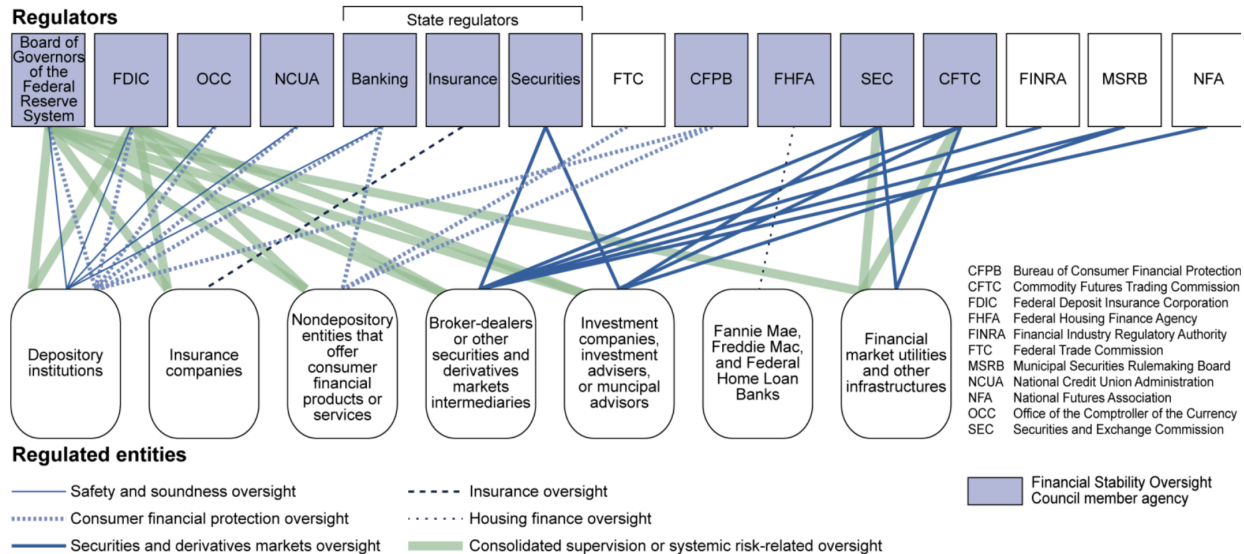 Regulators
State regulators
Board of
Governors
of the
Federal
Reserve
System
FDIC
OCC
NCUA
Banking
Insurance
Securities
FTC
CFPB
FHFA
SEC
CFTC
FINRA
MSRB
NFA
Depository
institutions
Insurance
companies
Nondepository
entities that
offer
consumer
financial
products or
services
Broker-dealers
or other
securities and
derivatives
markets
intermediaries
Investment
companies,
investment
advisers,
or muncipal
advisors
Fannie Mae,
Freddie Mac,
and Federal
Home Loan
Banks
Financial
market utilities
and other
infrastructures
CFPB Bureau of Consumer Financial Protection
CFTC Commodity Futures Trading Commission
FDIC Federal Deposit Insurance Corporation
FHFA Federal Housing Finance Agency
FINRA Financial Industry Regulatory Authority
FTC Federal Trade Commission
MSRB Municipal Securities Rulemaking Board
NCUA National Credit Union Administration
NFA National Futures Association
OCC Office of the Comptroller of the Currency
SEC Securities and Exchange Commission
Regulated entities
Safety and soundness oversight
Consumer financial protection oversight
Securities and derivatives markets oversight
Insurance oversight
Housing finance oversight
Consolidated supervision or systemic risk-related oversight
Financial Stability Oversight
Council member agency